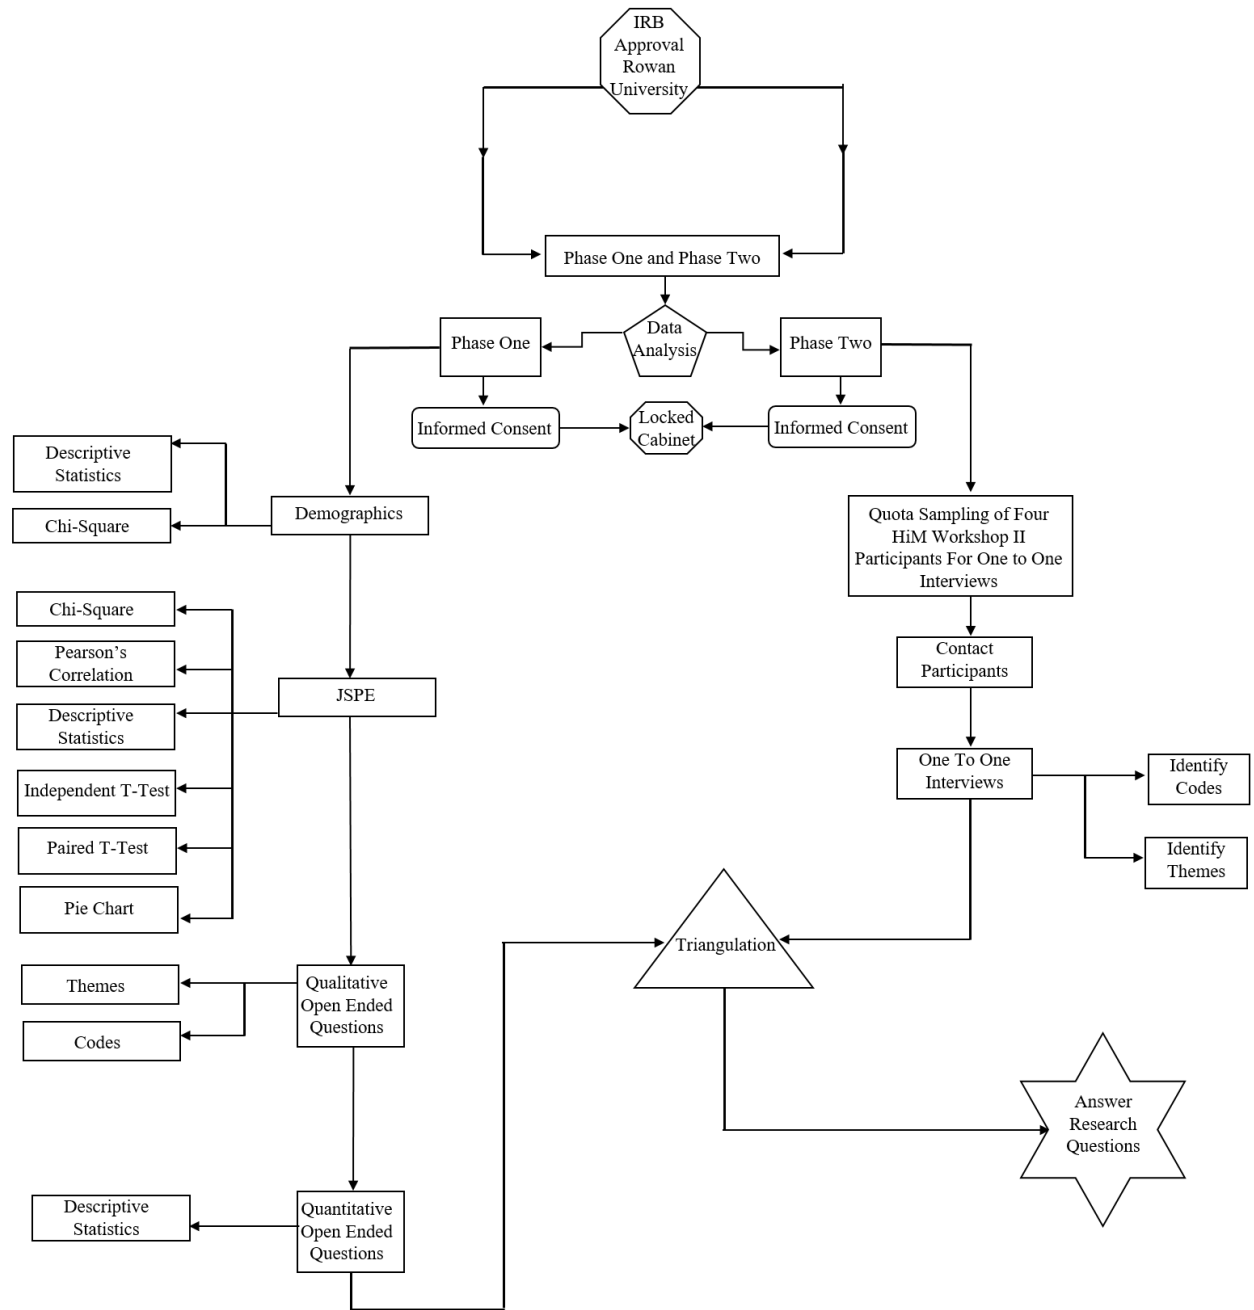 IRB
Approval
Rowan
University
Phase One and Phase Two
Phase One
Data
Analysis
Phase Two
Informed Consent
Locked
Cabinet
Informed Consent
Descriptive
Statistics
Chi-Square
Demographics
Quota Sampling of Four
HiM Workshop II
Participants For One to One
Interviews
Chi-Square
Pearson’s
Correlation
Descriptive
Statistics
Independent T-Test
Paired T-Test
Pie Chart
JSPE
Contact
Participants
One To One
Interviews
Identify
Codes
Identify
Themes
Triangulation
Themes
Codes
Qualitative
Open Ended
Questions
Answer
Research
Questions
Descriptive
Statistics
Quantitative
Open Ended
Questions